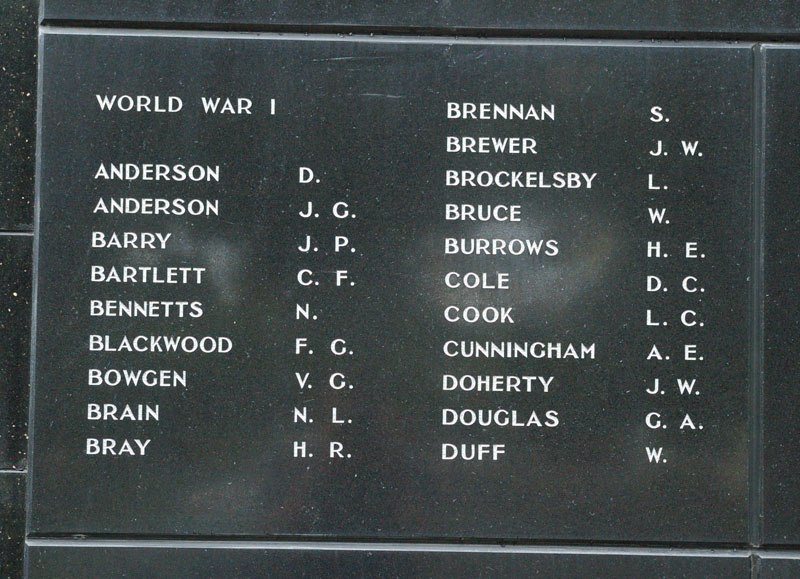 WORLD WAR I
ANDERSON D.
ANDERSON J. G.
BARRY J. P.
BARTLETT C. F.
BENNETTS N.
BLACKWOOD F. G.
BOWGEN V. G.
BRAIN N. L.
BRAY H. R.
BRENNAN S.
BREWER J. W.
BROCKELSBY L.
BRUCE W.
BURROWS H. E.
COLE D. C.
COOK L. C.
CUNNINGHAM A. E.
DOHERTY J. W.
DOUGLAS G. A.
DUFF W.